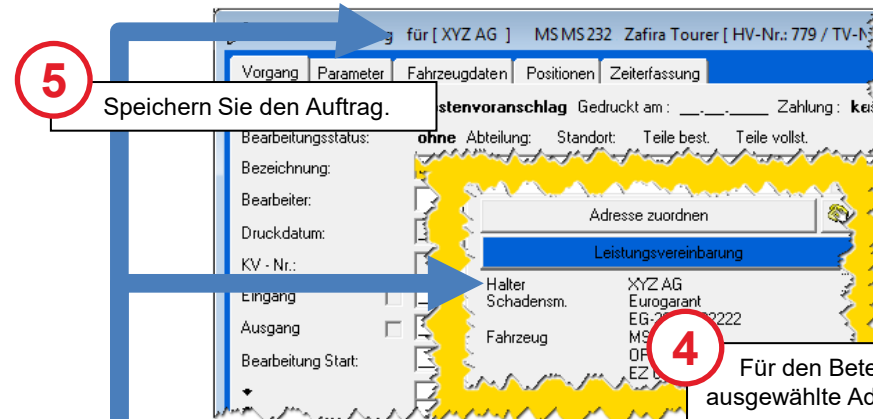 für [ XYZ AG ] MS MS 232 Zafira Tourer [ HV-Nr.: 779 / TV-N
Vorgang Parameter Fahrzeugdaten Positionen Zeiterfassung
5
Speichern Sie den Auftrag.
stenvoranschlag Gedruckt am : __.__.____ Zahlung : kei
Bearbeitungsstatus: ohne Abteilung: Standort: Teile best. Teile vollst.
Bezeichnung:
Bearbeiter:
Adresse zuordnen
Druckdatum:
Leistungsvereinbarung
KV - Nr.:
Halter XYZ AG
Eingang
Schadensm. Eurogarant
Ausgang
Fahrzeug
4
Bearbeitung Start:
EZ
Für den Bete
ausgewählte Ad